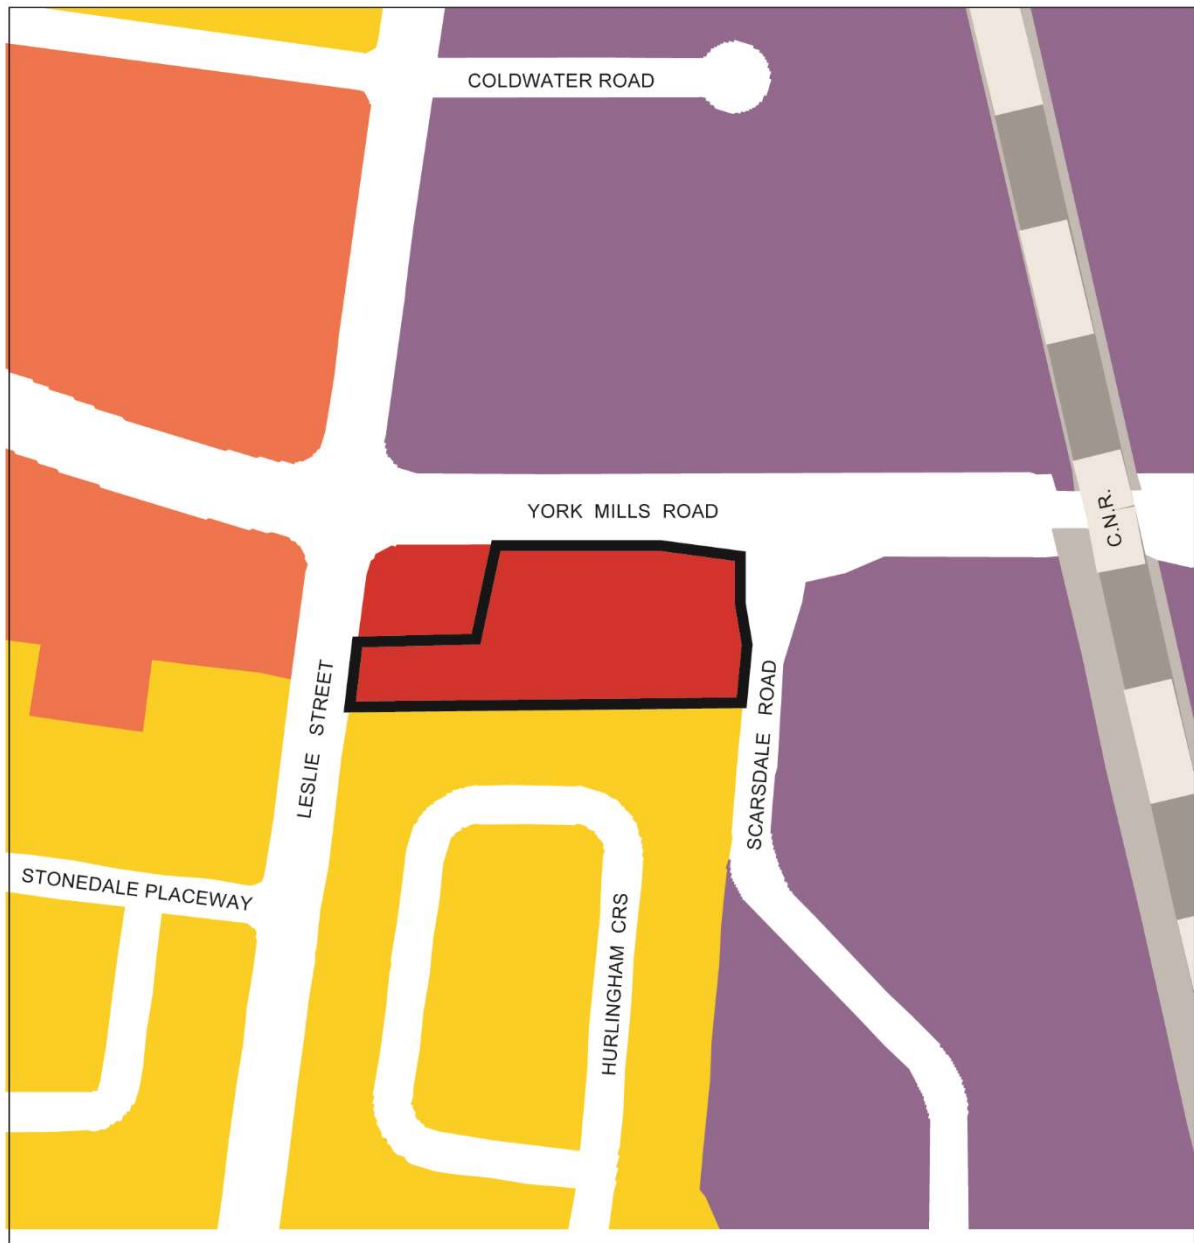 COLDWATER ROAD
YORK MILLS ROAD
C.N.R.
LESLIE STREET
SCARSDALE ROAD
STONEDALE PLACEWAY
HURLINGHAM CRS